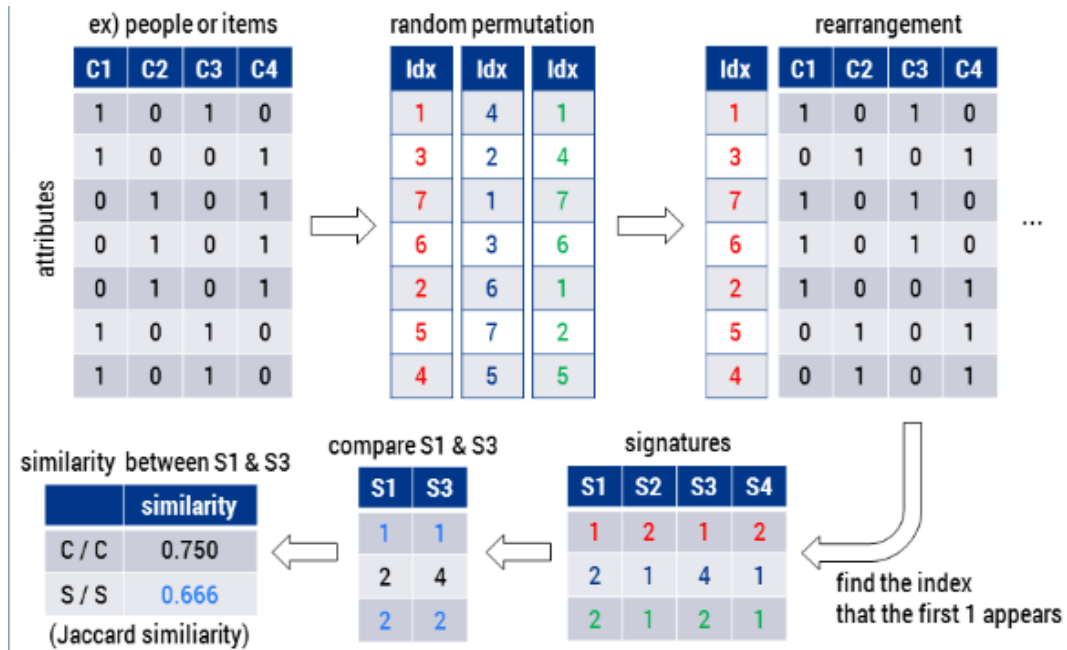 ex) people or items
random permutation
rearrangement
attributes
C1 C2 C3 C4
1 0 1 0
1 0 0 1
0 1 0 1
0 1 0 1
0 1 0 1
1 0 1 0
1 0 1 0
Idx Idx Idx
1 4 1
3 2 4
7 1 7
6 3 6
2 6 1
5 7 2
4 5 5
Idx C1 C2 C3 C4
1 1 0 1 0
3 0 1 0 1
7 1 0 1 0
6 1 0 1 0
2 1 0 0 1
5 0 1 0 1
4 0 1 0 1
...
similarity between S1 & S3
similarity
C / C 0.750
S / S 0.666
(Jaccard similiarity)
compare S1 & S3
S1 S3
1 1
2 4
2 2
signatures
S1 S2 S3 S4
1 2 1 2
2 1 4 1
2 1 2 1
find the index
that the first 1 appears